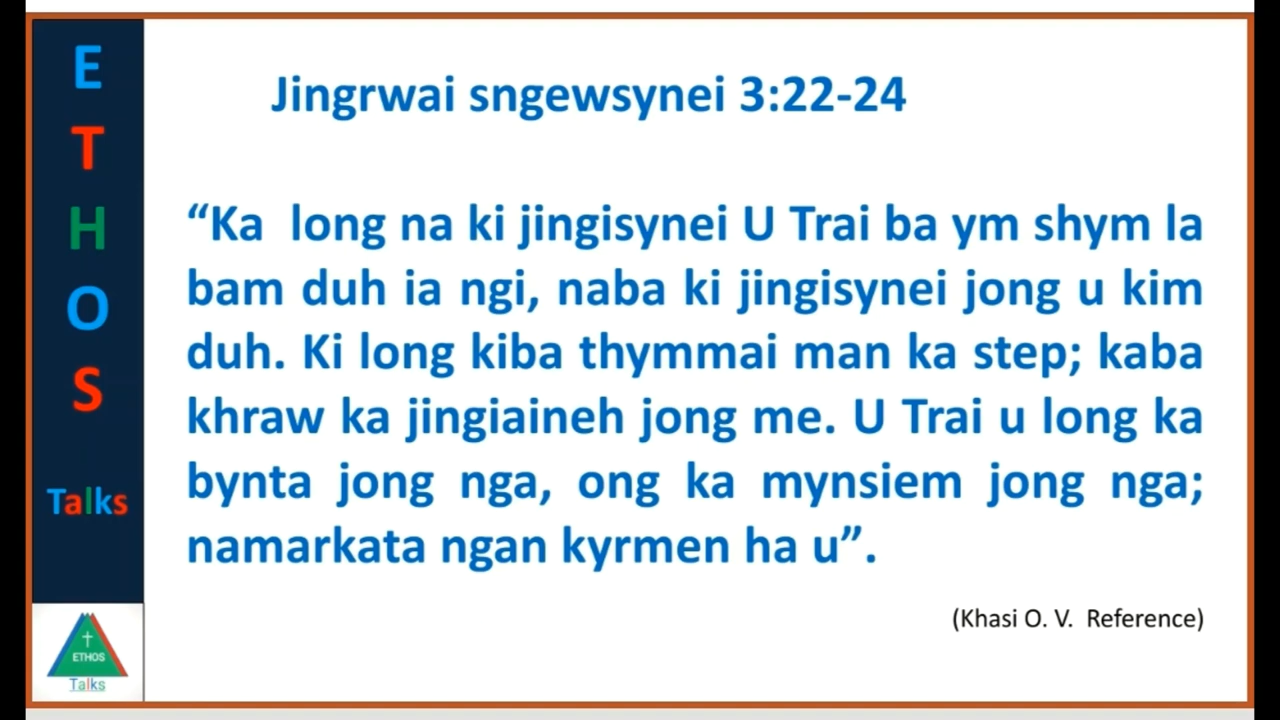 E
T
H
O
S
Talks
ETHOS
Talks
Jingrwai sngewsynei 3:22-24
“Ka long na ki jingisynei U Trai ba ym shym la
bam duh ia ngi, naba ki jingisynei jong u kim
duh. Ki long kiba thymmai man ka step; kaba
khraw ka jingiaineh jong me. U Trai u long ka
bynta jong nga, ong ka mynsiem jong nga;
namarkata ngan kyrmen ha u”.
(Khasi O. V. Reference)